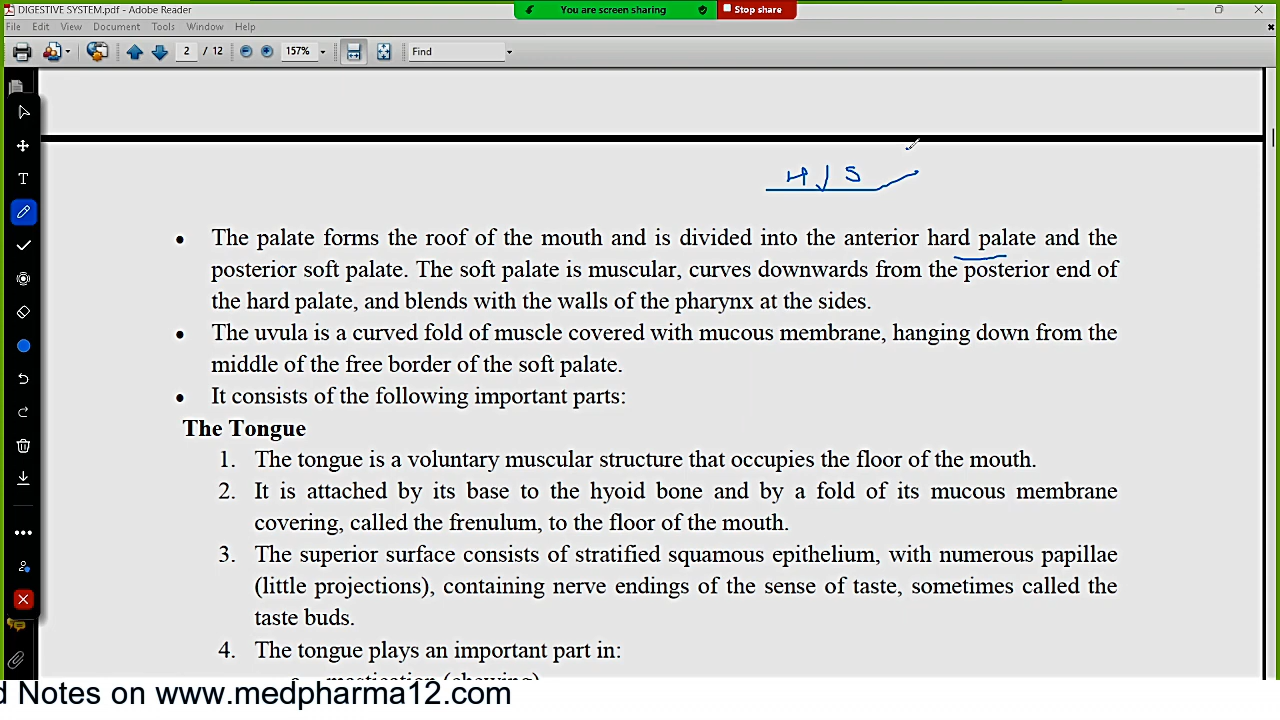 DIGESTIVE SYSTEM.pdf - Adobe Reader
You are screen sharing
Stop share
File Edit View Document Tools Window Help
2 / 12
157%
Find
H / S
The palate forms the roof of the mouth and is divided into the anterior hard palate and the
posterior soft palate. The soft palate is muscular, curves downwards from the posterior end of
the hard palate, and blends with the walls of the pharynx at the sides.
The uvula is a curved fold of muscle covered with mucous membrane, hanging down from the
middle of the free border of the soft palate.
It consists of the following important parts:
The Tongue
1. The tongue is a voluntary muscular structure that occupies the floor of the mouth.
2. It is attached by its base to the hyoid bone and by a fold of its mucous membrane
covering, called the frenulum, to the floor of the mouth.
3. The superior surface consists of stratified squamous epithelium, with numerous papillae
(little projections), containing nerve endings of the sense of taste, sometimes called the
taste buds.
4. The tongue plays an important part in:
mastication (chewing)
d Notes on www.medpharma12.com